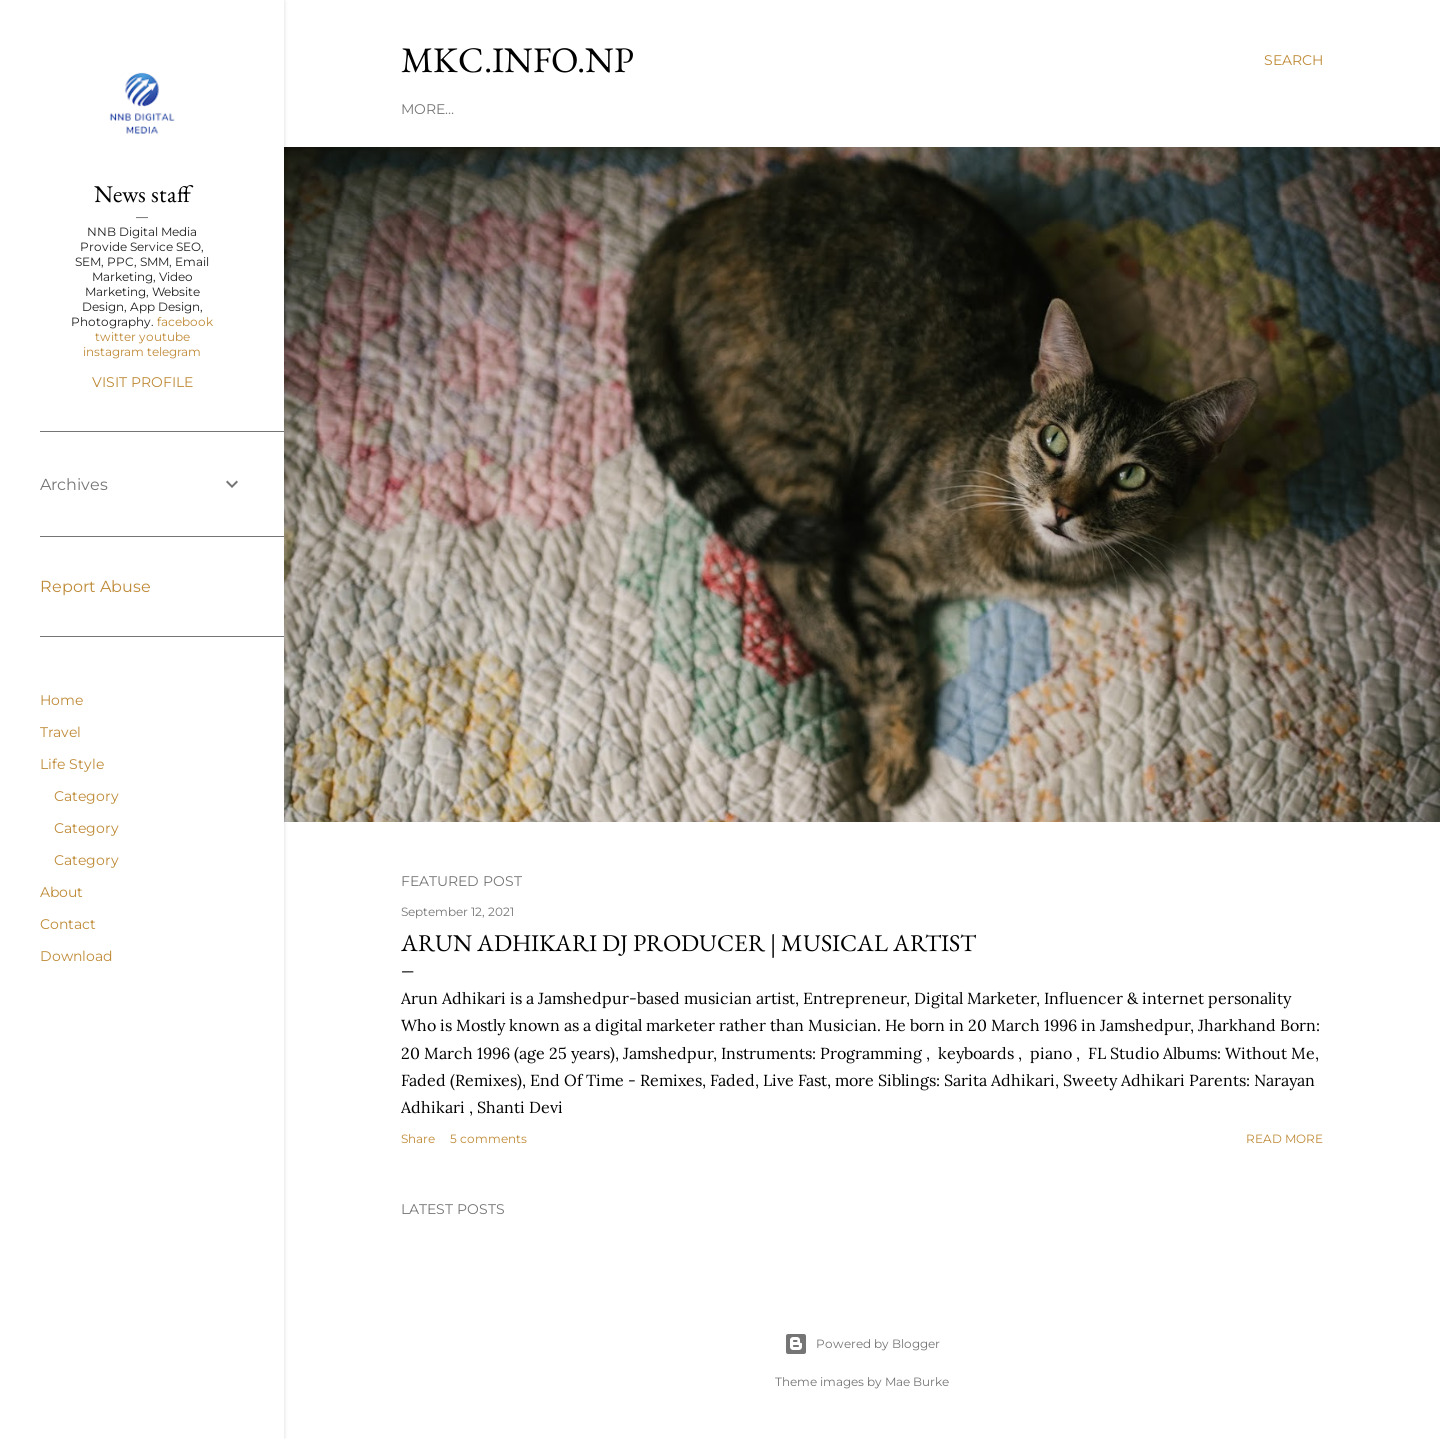 NNB DIGITAL
MEDIA
News staff
NNB Digital Media
Provide Service SEO,
SEM, PPC, SMM, Email
Marketing, Video
Marketing, Website
Design, App Design,
Photography. facebook
twitter youtube
instagram telegram
VISIT PROFILE
Archives
Report Abuse
Home
Travel
Life Style
Category
Category
Category
About
Contact
Download
MKC.INFO.NP
SEARCH
MORE…
FEATURED POST
September 12, 2021
ARUN ADHIKARI DJ PRODUCER | MUSICAL ARTIST
Arun Adhikari is a Jamshedpur-based musician artist, Entrepreneur, Digital Marketer, Influencer & internet personality
Who is Mostly known as a digital marketer rather than Musician. He born in 20 March 1996 in Jamshedpur, Jharkhand Born:
20 March 1996 (age 25 years), Jamshedpur, Instruments: Programming ,  keyboards ,  piano ,  FL Studio Albums: Without Me,
Faded (Remixes), End Of Time - Remixes, Faded, Live Fast, more Siblings: Sarita Adhikari, Sweety Adhikari Parents: Narayan
Adhikari , Shanti Devi
Share 5 comments READ MORE
LATEST POSTS
Powered by Blogger
Theme images by Mae Burke